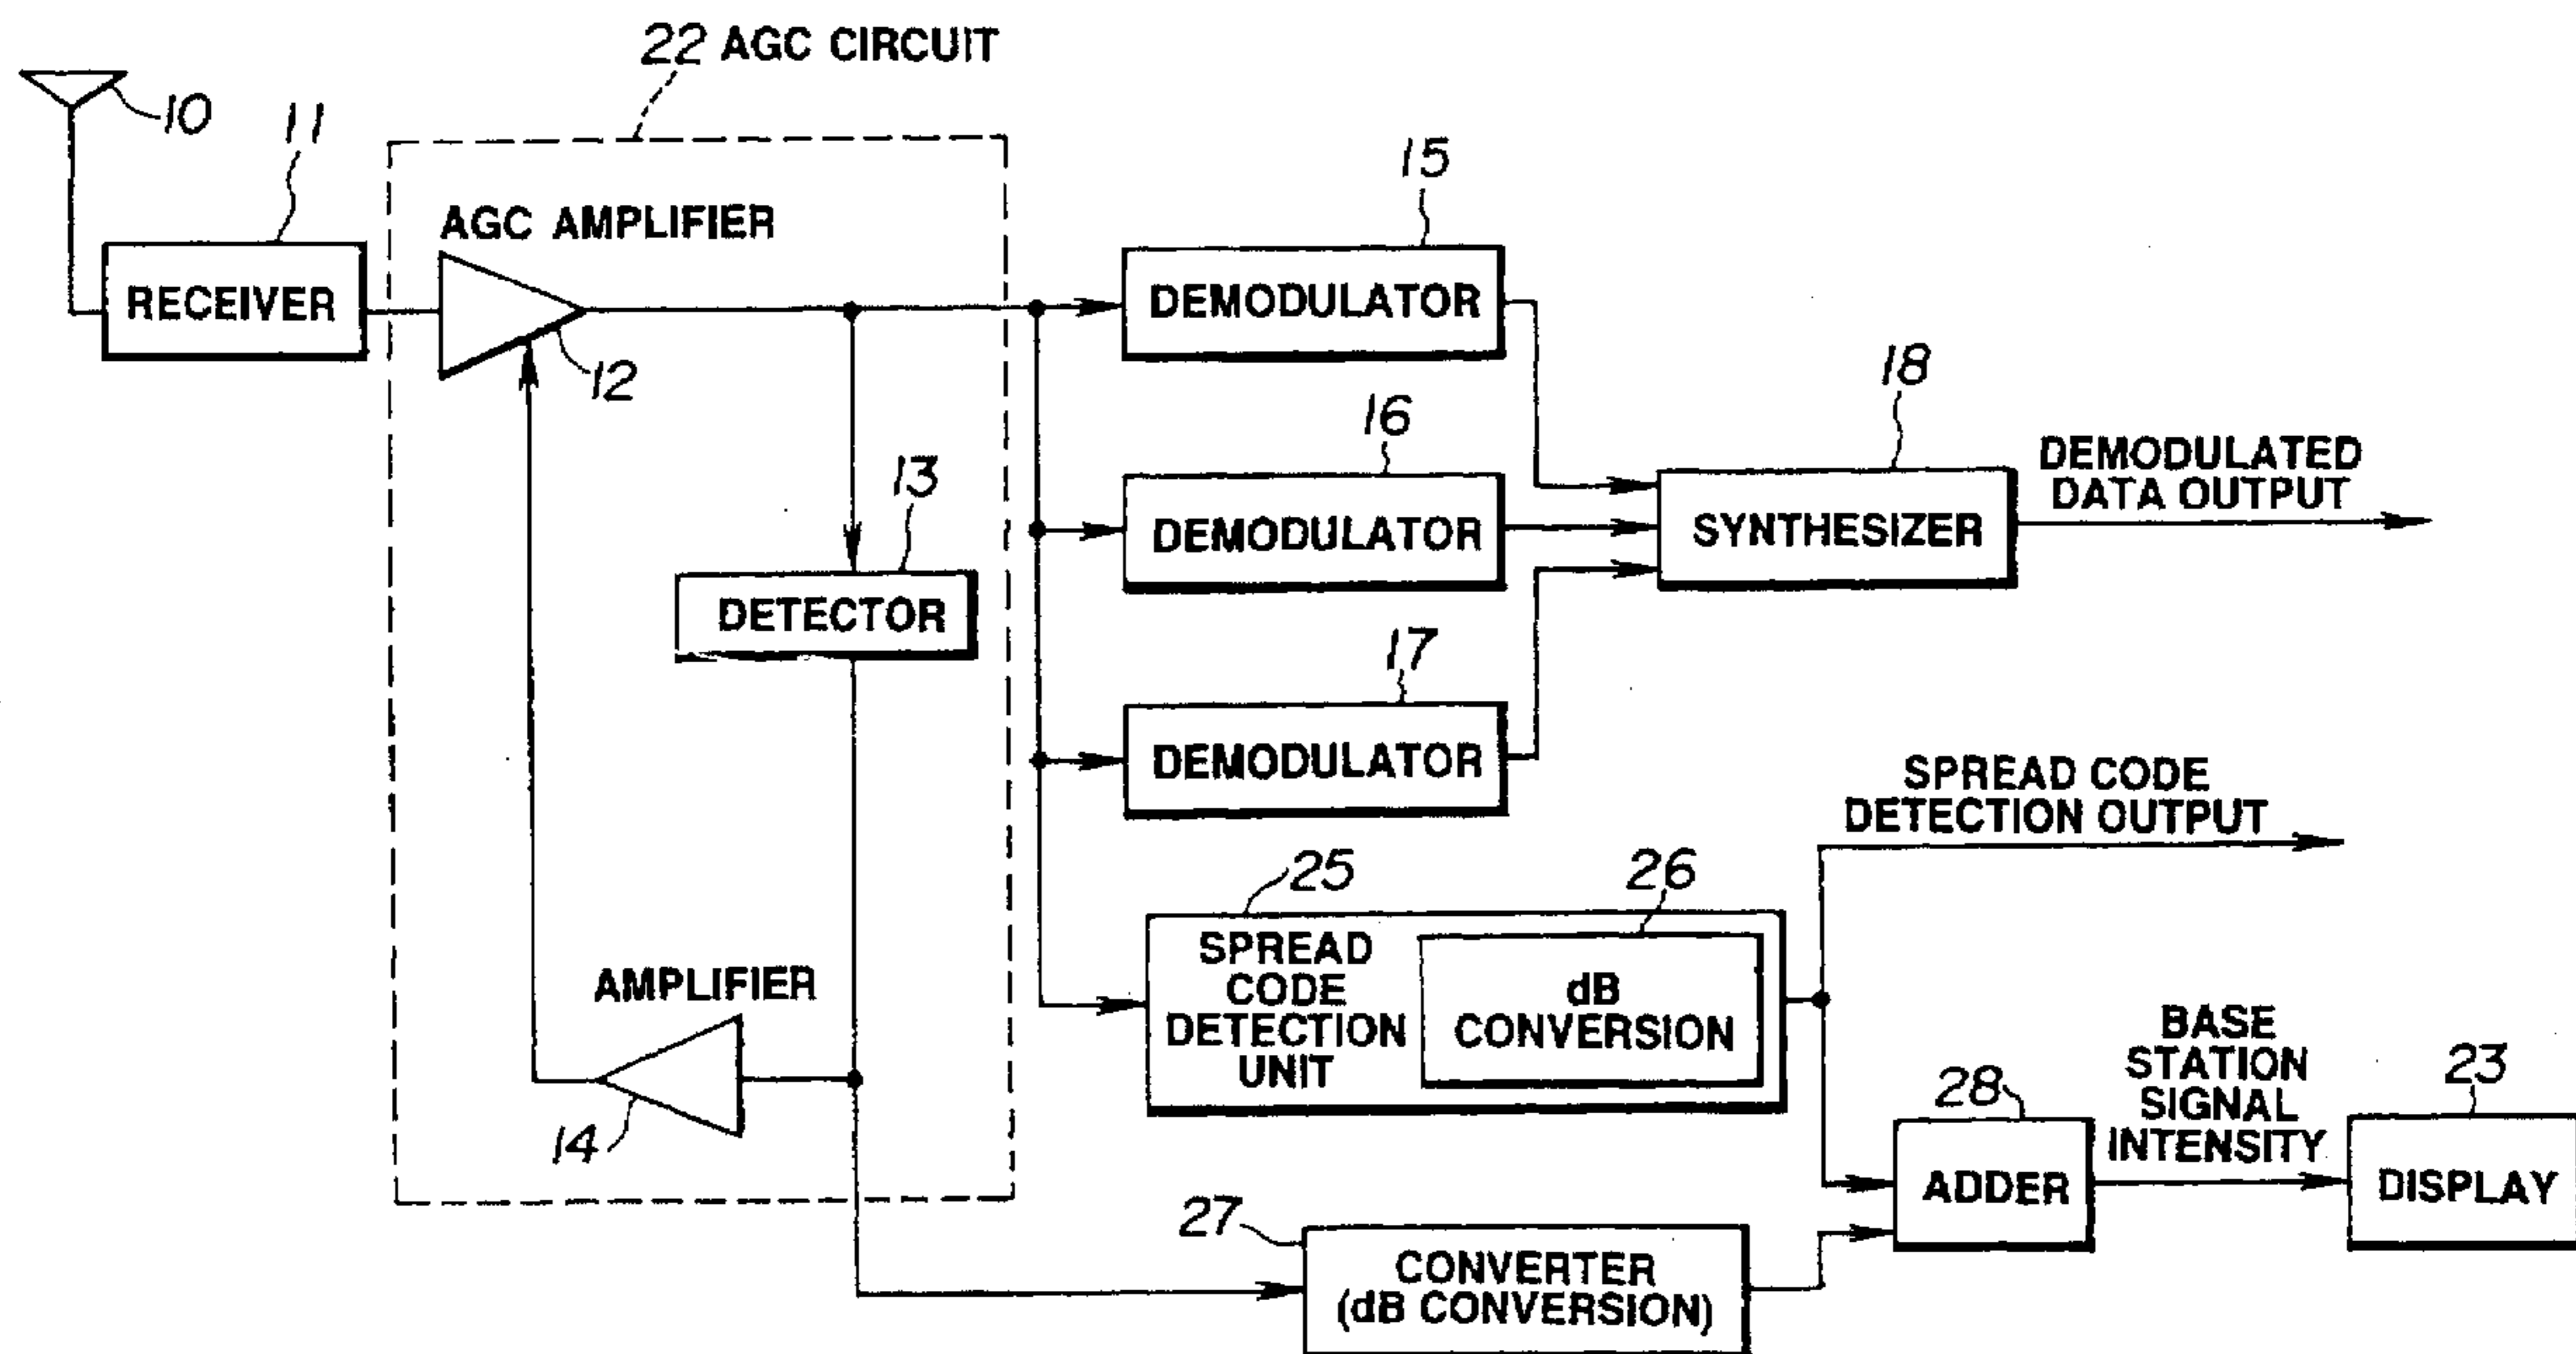 22 AGC CIRCUIT
10
11
AGC AMPLIFIER
RECEIVER
12
13
DETECTOR
AMPLIFIER
14
15
DEMODULATOR
16
DEMODULATOR
17
DEMODULATOR
18
SYNTHESIZER
DEMODULATED
DATA OUTPUT
SPREAD CODE
DETECTION OUTPUT
25
SPREAD
CODE
DETECTION
UNIT
26
dB
CONVERSION
27
CONVERTER
(dB CONVERSION)
28
ADDER
BASE
STATION
SIGNAL
INTENSITY
23
DISPLAY